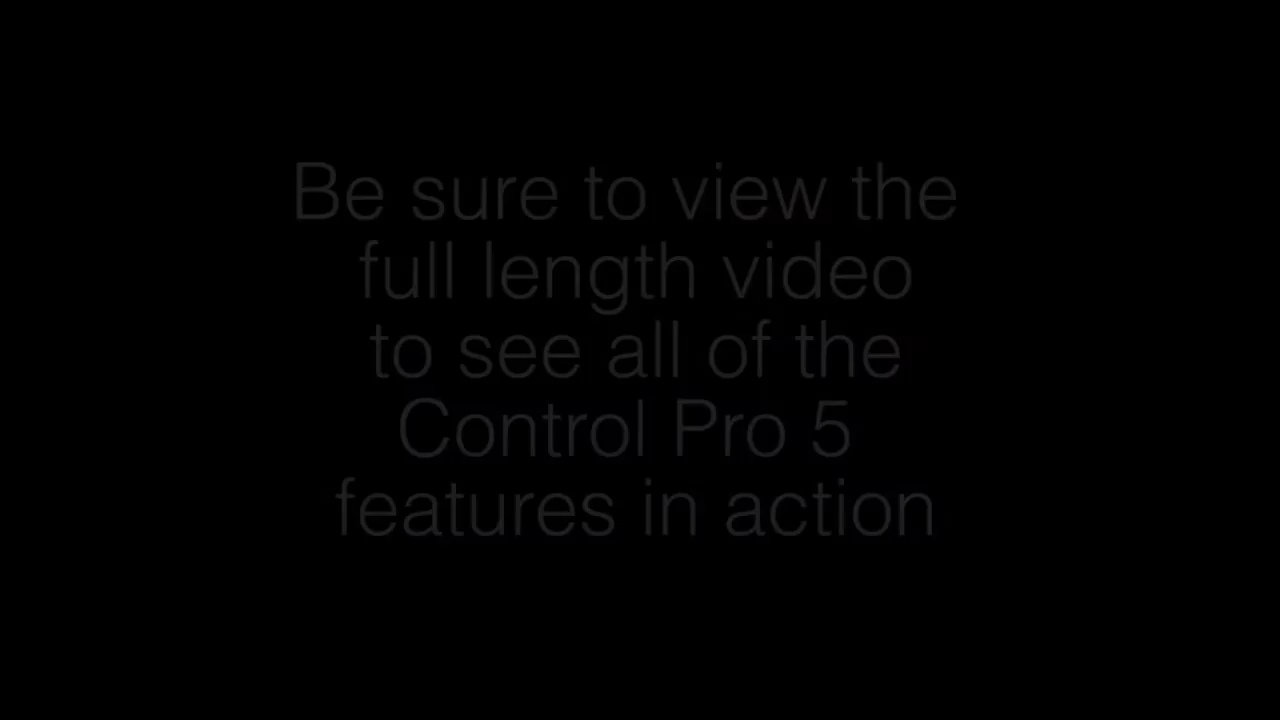 Be sure to view the
full length video
to see all of the
Control Pro 5
features in action